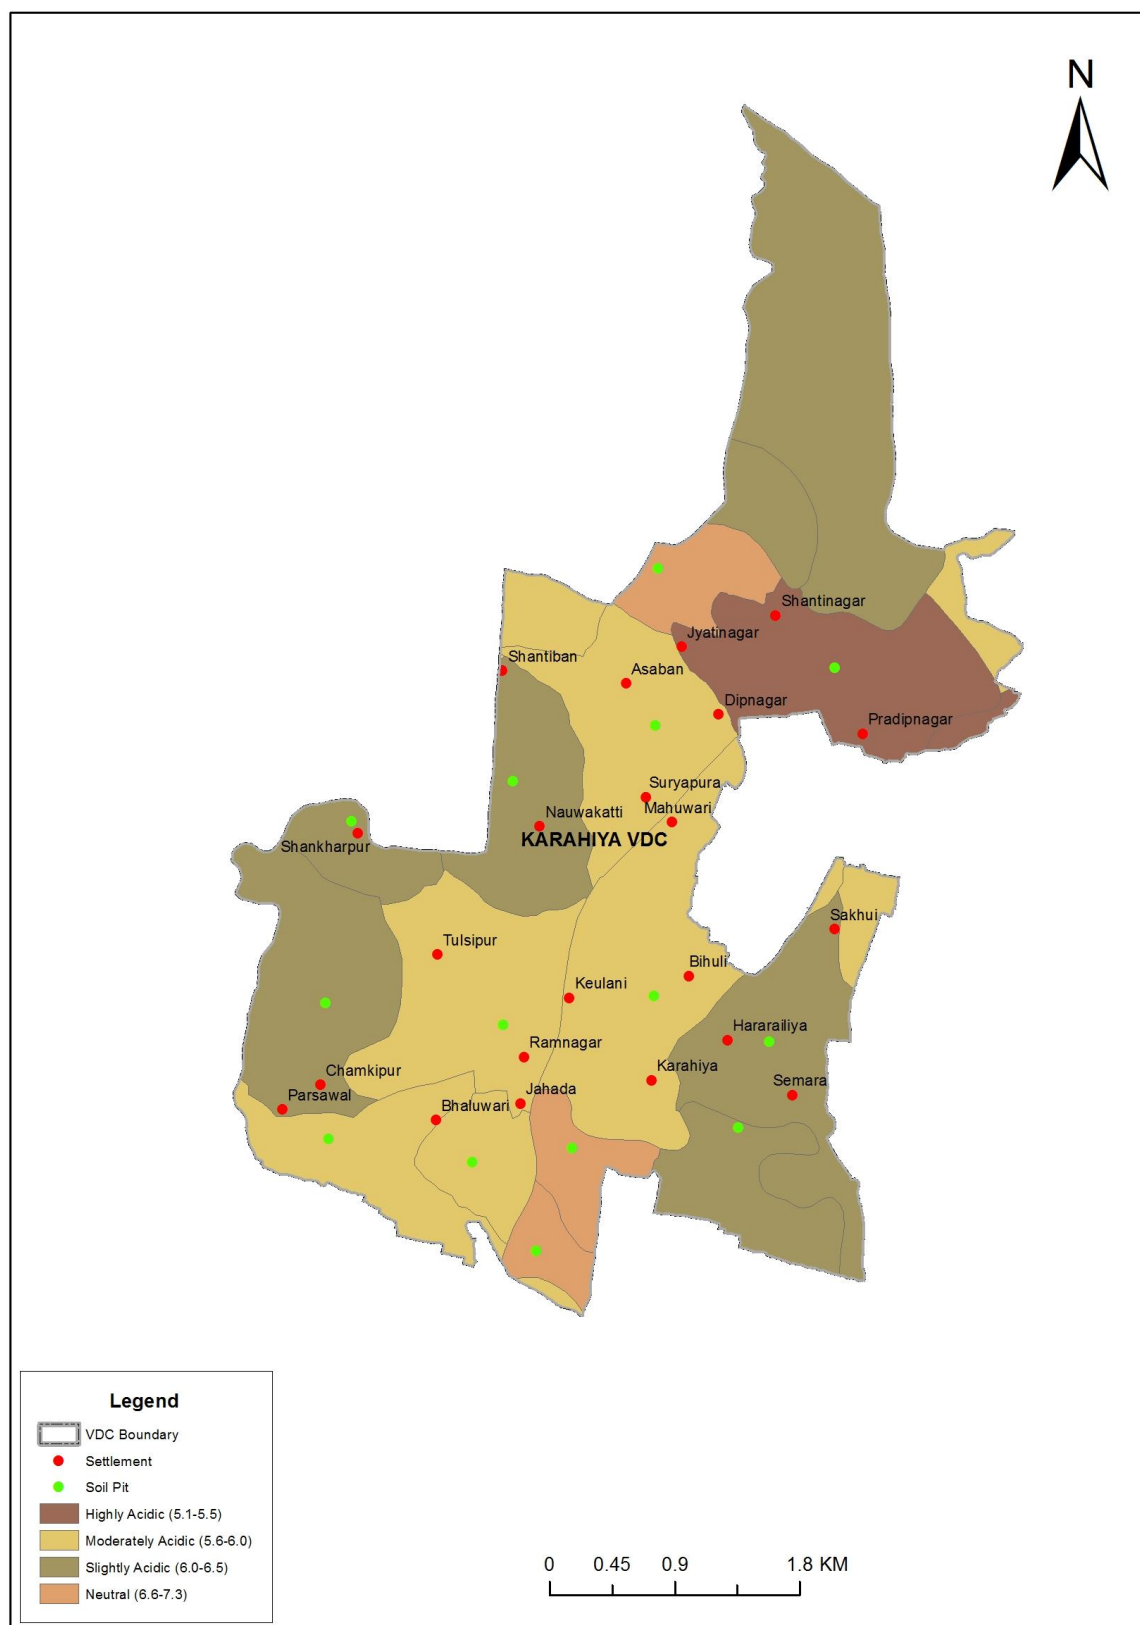 N
Shantinagar
Jyatinagar
Shantiban
Asaban
Dipnagar
Pradipnagar
Suryapura
Nauwakatti
Mahuwari
KARAHIYA VDC
Shankharpur
Sakhui
Tulsipur
Bihuli
Keulani
Hararailiya
Ramnagar
Karahiya
Chamkipur
Semara
Parsawal
Jahada
Bhaluwari
Legend
VDC Boundary
Settlement
Soil Pit
Highly Acidic (5.1-5.5)
Moderately Acidic (5.6-6.0)
Slightly Acidic (6.0-6.5)
Neutral (6.6-7.3)
0 0.45 0.9 1.8 KM